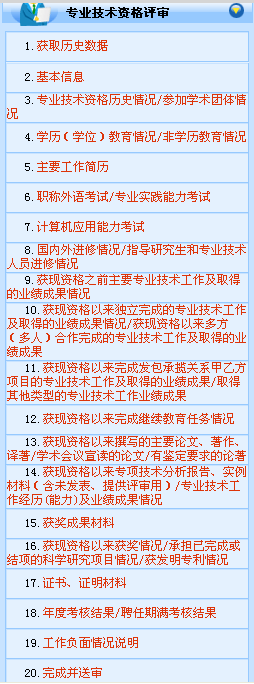 专业技术资格评审
1.获取历史数据
2.基本信息
3.专业技术资格历史情况/参加学术团体情
况
4.学历(学位)教育情况/非学历教育情况
5.主要工作简历
6.职称外语考试/专业实践能力考试
7.计算机应用能力考试
8.国内外进修情况/指导研究生和专业技术
人员进修情况
9.获现资格之前主要专业技术工作及取得
的业绩成果情况
10.获现资格以来独立完成的专业技术工作
及取得的业绩成果情况/获现资格以来多方
(多人)合作完成的专业技术工作及取得的业
绩成果
11.获现资格以来完成发包承揽关系甲乙方
项目的专业技术工作及取得的业绩成果/取得
其他类型的专业技术工作业绩成果
12.获现资格以来完成继续教育任务情况
13.获现资格以来撰写的主要论文、著作、
译著/学术会议宣读的论文/有鉴定要求的论著
14.获现资格以来专项技术分析报告、实例
材料(含未发表、提供评审用)/专业技术工
作经历(能力)及业绩成果情况
15.获奖成果材料
16.获现资格以来获奖情况/承担已完成或
结项的科学研究项目情况/获发明专利情况
17.证书、证明材料
18.年度考核结果/聘任期满考核结果
19.工作负面情况说明
20.完成并送审